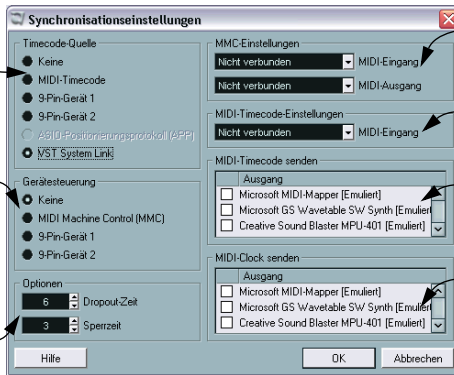 Synchronisationseinstellungen
Timecode-Quelle
Keine
MIDI-Timecode
9-Pin-Gerät 1
9-Pin-Gerät 2
ASIO-Positionierungsprotokoll (APP)
VST System Link
Gerätesteuerung
Keine
MIDI Machine Control (MMC)
9-Pin-Gerät 1
9-Pin-Gerät 2
Optionen
6 Dropout-Zeit
3 Sperrzeit
MMC-Einstellungen
Nicht verbunden MIDI-Eingang
Nicht verbunden MIDI-Ausgang
MIDI-Timecode-Einstellungen
Nicht verbunden MIDI-Eingang
MIDI-Timecode senden
Ausgang
Microsoft MIDI-Mapper [Emuliert]
Microsoft GS Wavetable SW Synth [Emuliert
Creative Sound Blaster MPU-401 [Emuliert]
MIDI-Clock senden
Ausgang
Microsoft MIDI-Mapper [Emuliert]
Microsoft GS Wavetable SW Synth [Emuliert
Creative Sound Blaster MPU-401 [Emuliert]
Hilfe
OK
Abbrechen